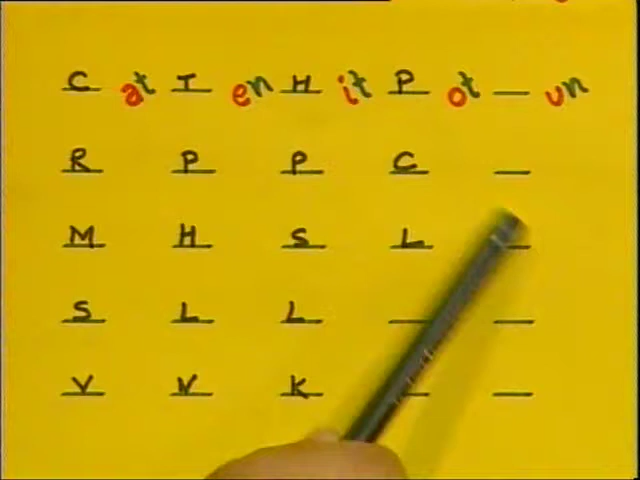 C at T en H it P ot _ un
R P P C _
M H S L _
S L L _ _
V N K _ _